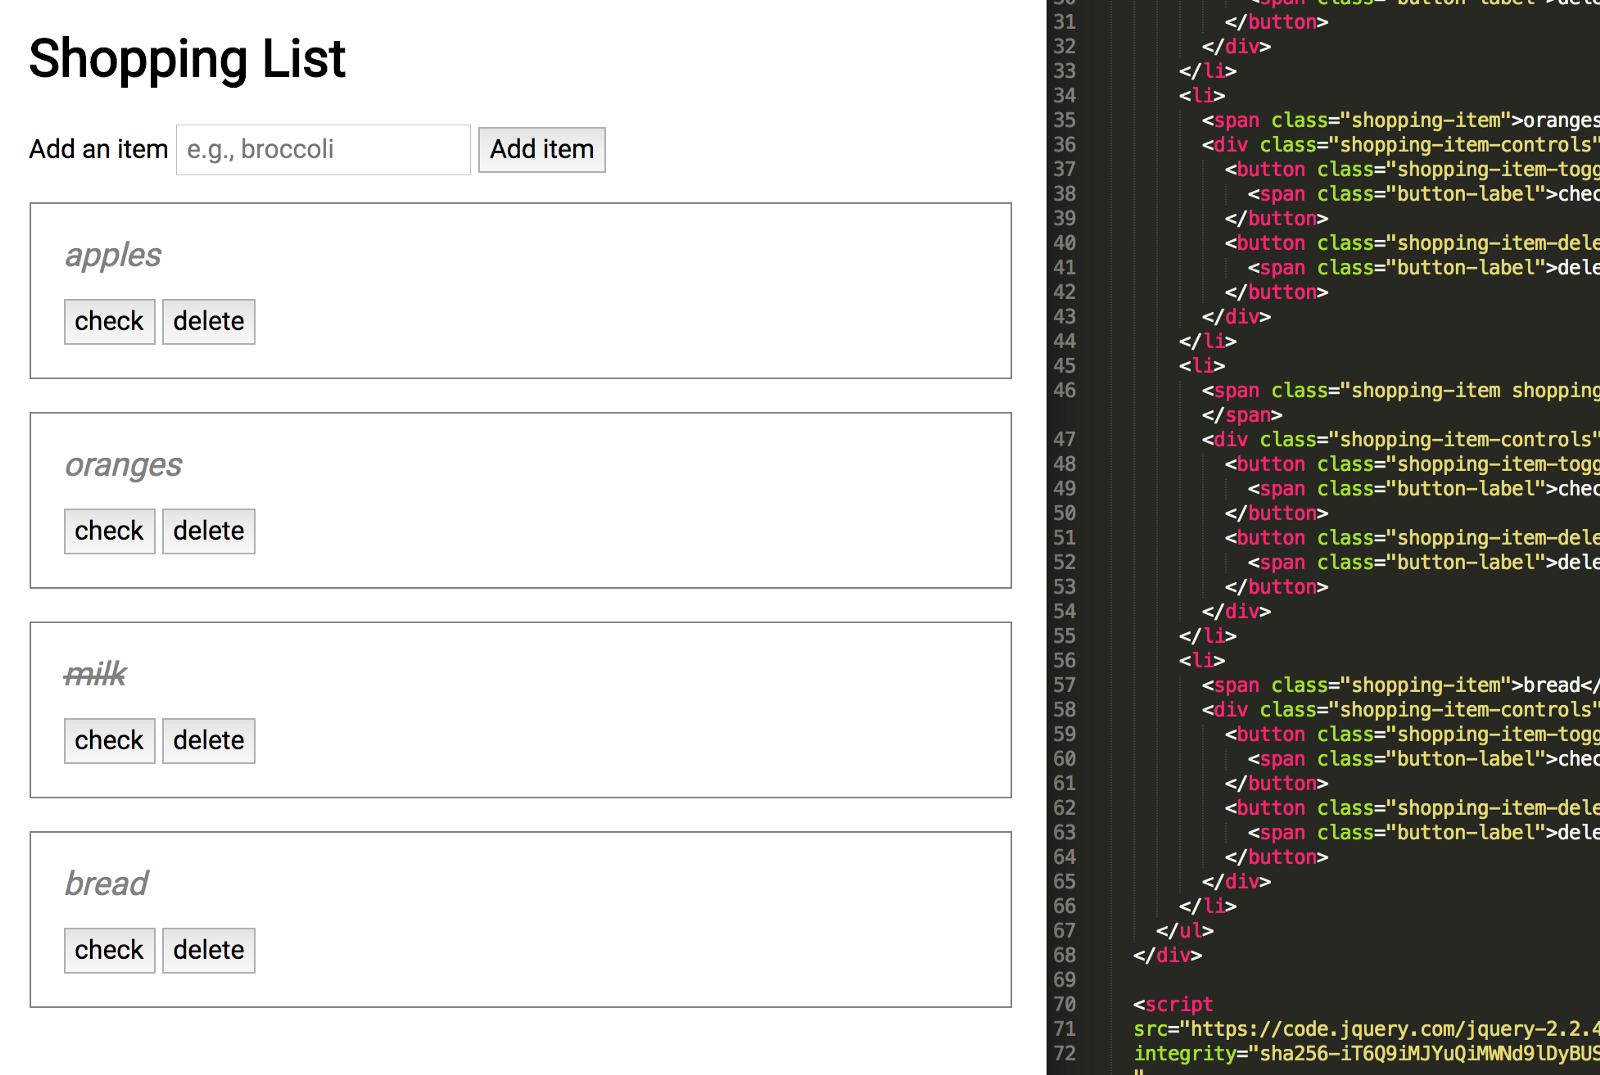 Shopping List
Add an item e.g., broccoli Add item
apples
check delete
oranges
check delete
milk
check delete
bread
check delete
31 </button>
32 </div>
33 </li>
34 <li>
35 <span class="shopping-item">oranges
36 <div class="shopping-item-controls"
37 <button class="shopping-item-togg
38 <span class="button-label">chec
39 </button>
40 <button class="shopping-item-dele
41 <span class="button-label">dele
42 </button>
43 </div>
44 </li>
45 <li>
46 <span class="shopping-item shopping
</span>
47 <div class="shopping-item-controls"
48 <button class="shopping-item-togg
49 <span class="button-label">chec
50 </button>
51 <button class="shopping-item-dele
52 <span class="button-label">dele
53 </button>
54 </div>
55 </li>
56 <li>
57 <span class="shopping-item">bread</
58 <div class="shopping-item-controls"
59 <button class="shopping-item-togg
60 <span class="button-label">chec
61 </button>
62 <button class="shopping-item-dele
63 <span class="button-label">dele
64 </button>
65 </div>
66 </li>
67 </ul>
68 </div>
69
70 <script
71 src="https://code.jquery.com/jquery-2.2.4
72 integrity="sha256-iT6Q9iMJYuQiMWNd9lDyBUS